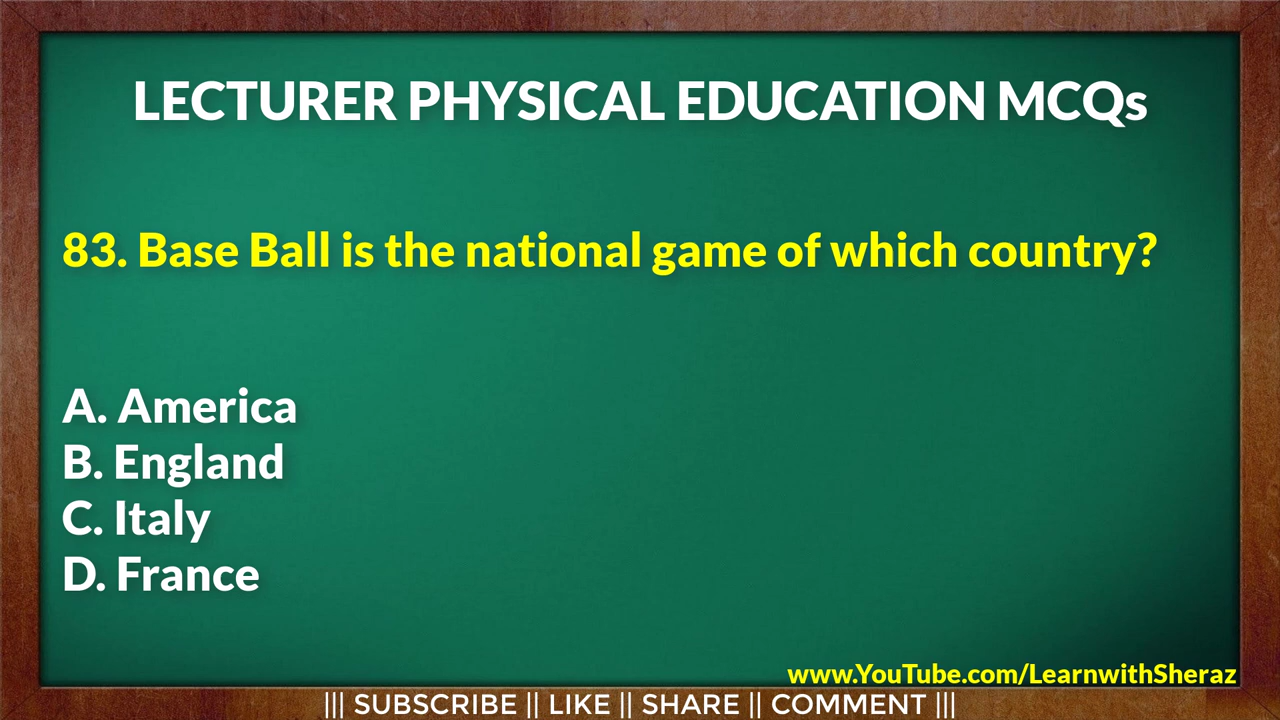 LECTURER PHYSICAL EDUCATION MCQs
83. Base Ball is the national game of which country?
A. America
B. England
C. Italy
D. France
www.YouTube.com/LearnwithSheraz
||| SUBSCRIBE || LIKE || SHARE || COMMENT |||